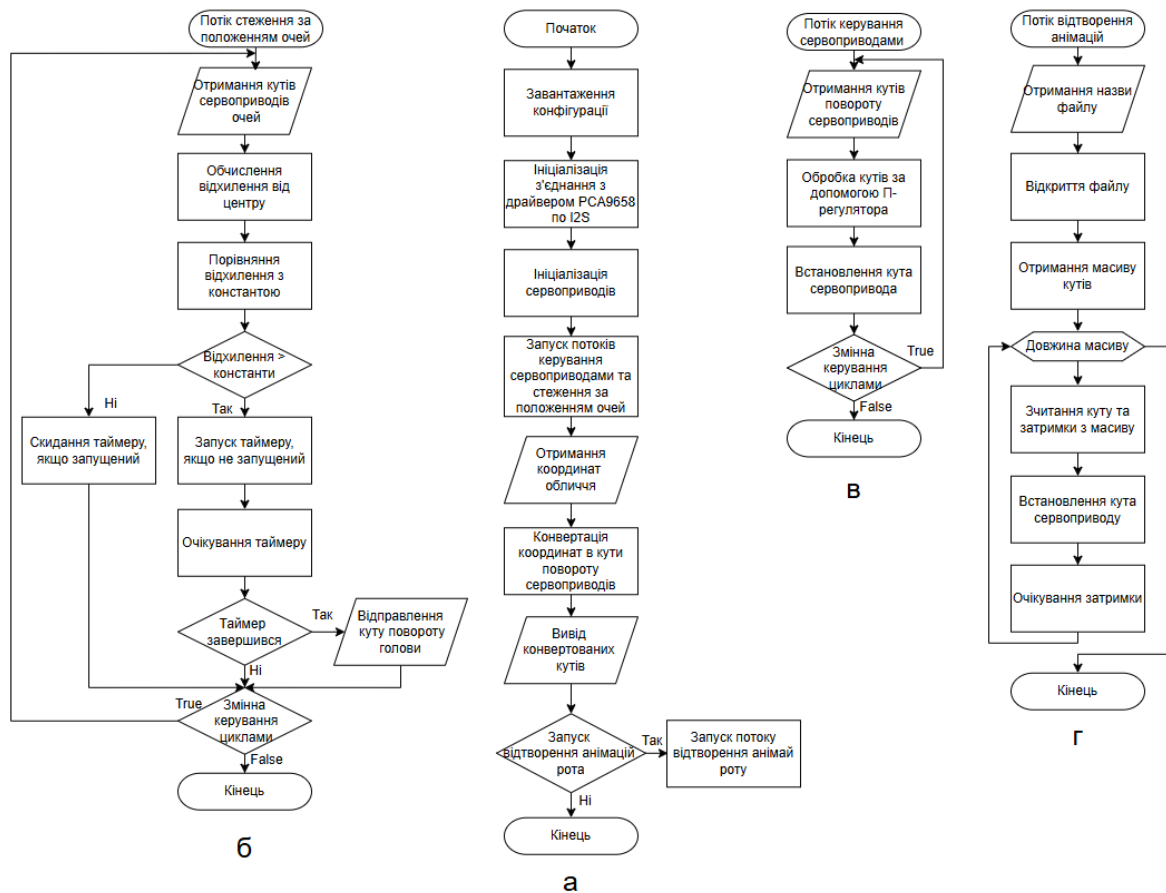 Потік стеження за
положенням очей
Отримання кутів
сервоприводів
очей
Обчислення
відхилення від
центру
Порівняння
відхилення з
константою
Відхилення >
константи
Ні
Так
Скидання таймеру,
якщо запущений
Запуск таймеру,
якщо не запущений
Очікування таймеру
Таймер
завершився
Так
Відправлення
куту повороту
голови
Ні
True
Змінна
керування
циклами
False
Кінець
б
Початок
Завантаження
конфігурації
Ініціалізація
з'єднання з
драйвером PCA9658
по I2S
Ініціалізація
сервоприводів
Запуск потоків
керування
сервоприводами та
стеження за
положенням очей
Отримання
координат
обличчя
Конвертація
координат в кути
повороту
сервоприводів
Вивід
конвертованих
кутів
Запуск
відтворення анімацій
рота
Так
Запуск потоку
відтворення анімай
роту
Ні
Кінець
а
Потік керування
сервоприводами
Отримання кутів
повороту
сервоприводів
Обробка кутів за
допомогою П-
регулятора
Встановлення кута
сервопривода
Змінна
керування
циклами
True
False
Кінець
в
Потік відтворення
анімацій
Отримання назви
файлу
Відкриття файлу
Отримання масиву
кутів
Довжина масиву
Зчитання куту та
затримки з масиву
Встановлення кута
сервоприводу
Очікування затримки
Кінець
г